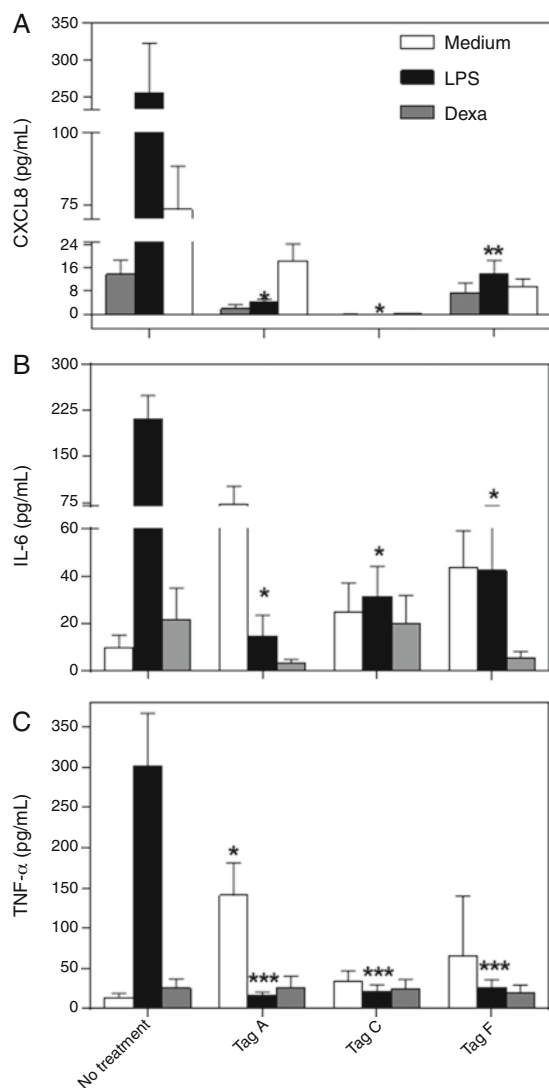 A
350
300
250
100
75
24
16
8
0
CXCL8 (pg/mL)
Medium
LPS
Dexa
*
*
**
B
300
225
150
75
60
40
20
0
IL-6 (pg/mL)
*
*
*
C
350
300
250
200
150
100
50
0
TNF-α (pg/mL)
*
***
***
***
No treatment
Tag A
Tag C
Tag F